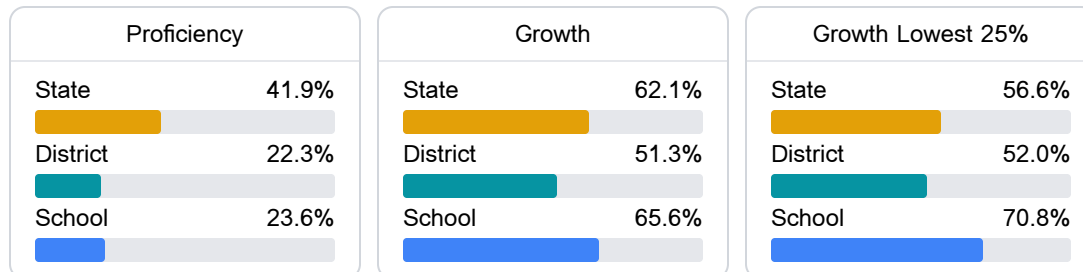 Proficiency
State 41.9%
District 22.3%
School 23.6%
Growth
State 62.1%
District 51.3%
School 65.6%
Growth Lowest 25%
State 56.6%
District 52.0%
School 70.8%